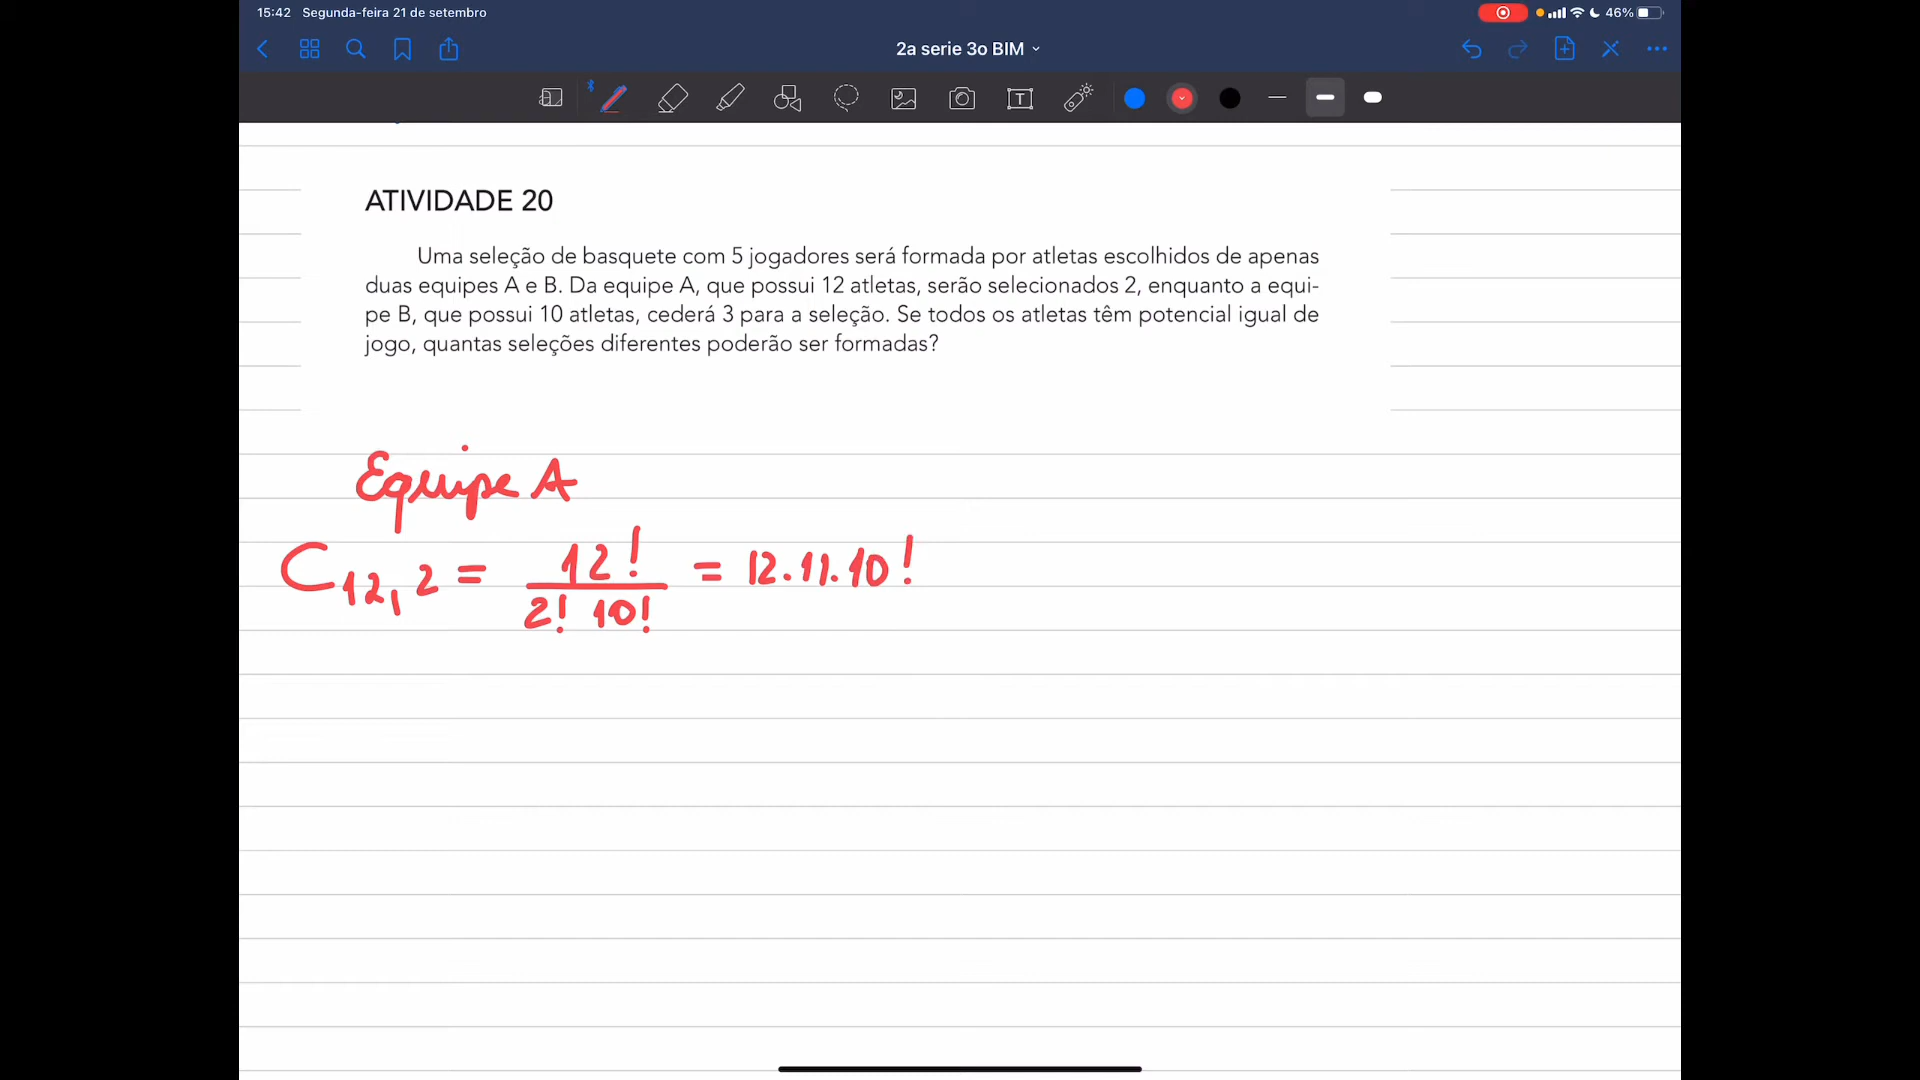 15:42 Segunda-feira 21 de setembro
46%
2a serie 3o BIM
T
ATIVIDADE 20
Uma seleção de basquete com 5 jogadores será formada por atletas escolhidos de apenas
duas equipes A e B. Da equipe A, que possui 12 atletas, serão selecionados 2, enquanto a equi-
pe B, que possui 10 atletas, cederá 3 para a seleção. Se todos os atletas têm potencial igual de
jogo, quantas seleções diferentes poderão ser formadas?
Equipe A
C12,2 = 12! / 2! 10! = 12.11.10!